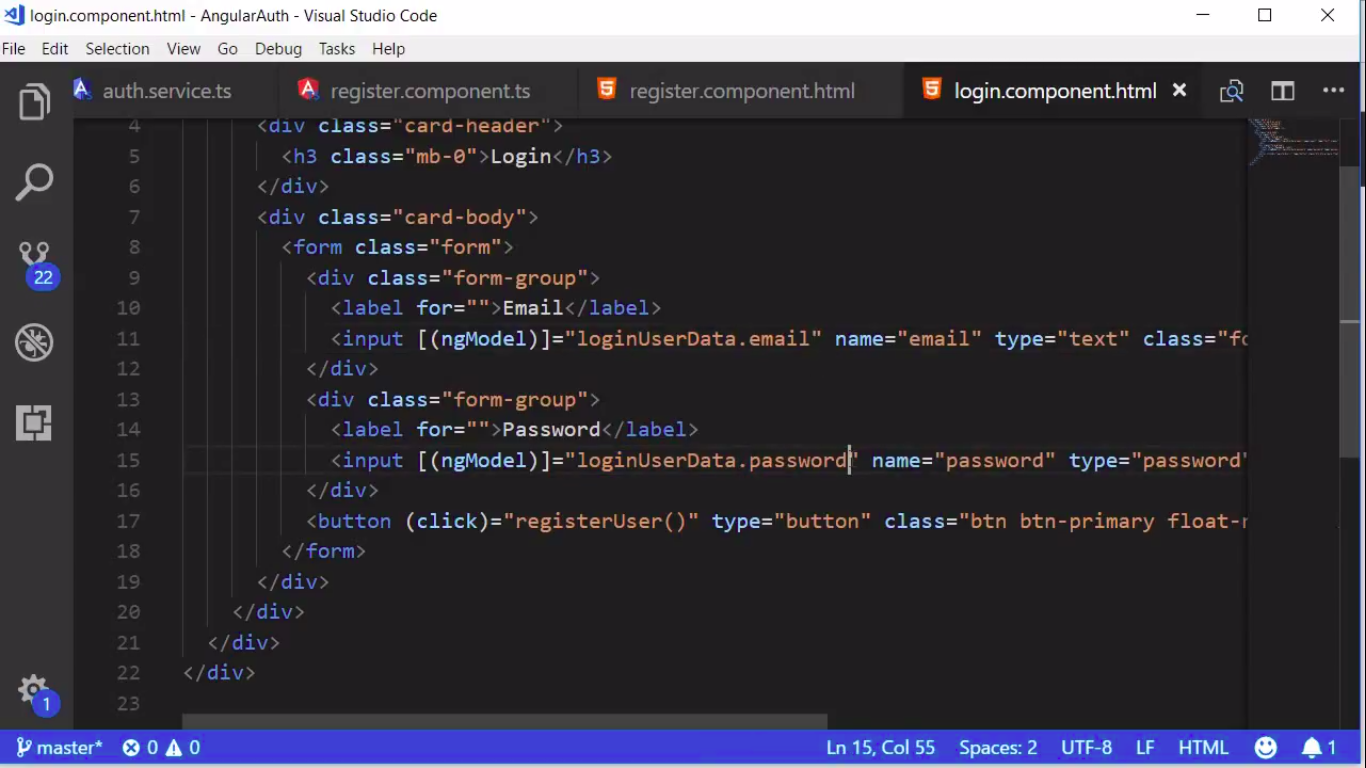 login.component.html - AngularAuth - Visual Studio Code
File Edit Selection View Go Debug Tasks Help
auth.service.ts register.component.ts register.component.html login.component.html
4 <div class="card-header">
5 <h3 class="mb-0">Login</h3>
6 </div>
7 <div class="card-body">
8 <form class="form">
9 <div class="form-group">
10 <label for="">Email</label>
11 <input [(ngModel)]="loginUserData.email" name="email" type="text" class="fo
12 </div>
13 <div class="form-group">
14 <label for="">Password</label>
15 <input [(ngModel)]="loginUserData.password" name="password" type="password"
16 </div>
17 <button (click)="registerUser()" type="button" class="btn btn-primary float-r
18 </form>
19 </div>
20 </div>
21 </div>
22 </div>
23
22
1
master* 0 0 Ln 15, Col 55 Spaces: 2 UTF-8 LF HTML 1